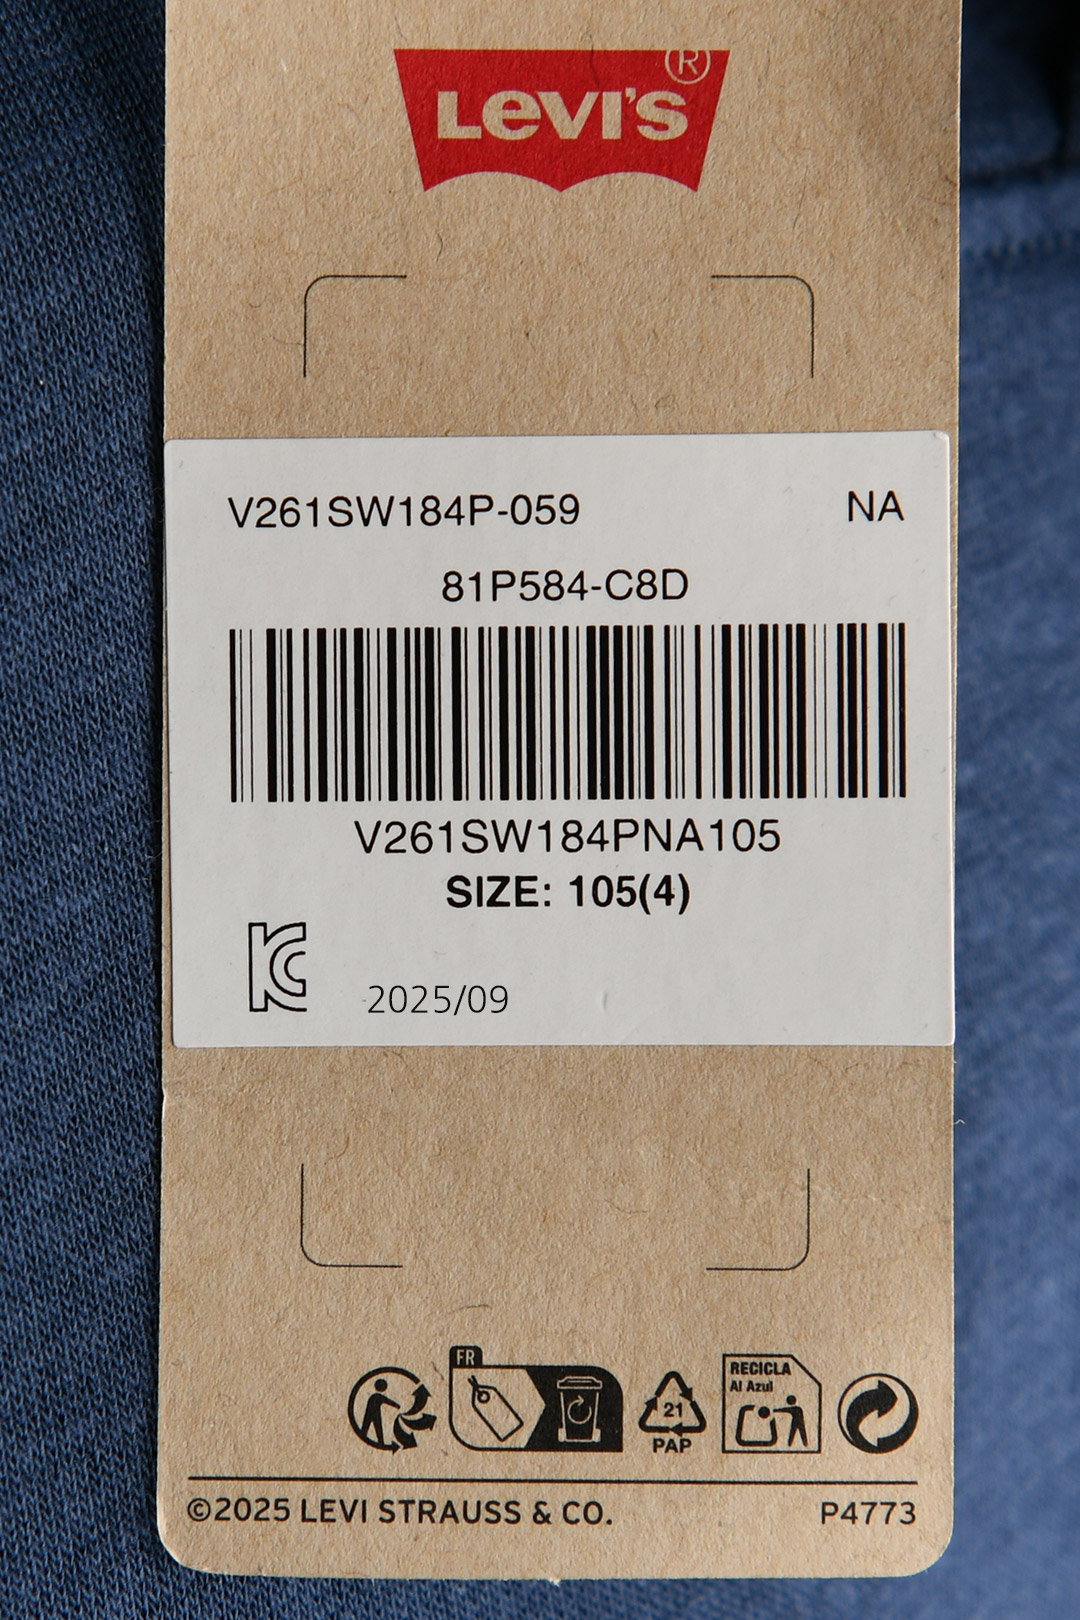 LEVI'S ®
V261SW184P-059 NA
81P584-C8D
V261SW184PNA105
SIZE: 105(4)
2025/09
FR
21
PAP
RECICLA
Al Azul
©2025 LEVI STRAUSS & CO. P4773